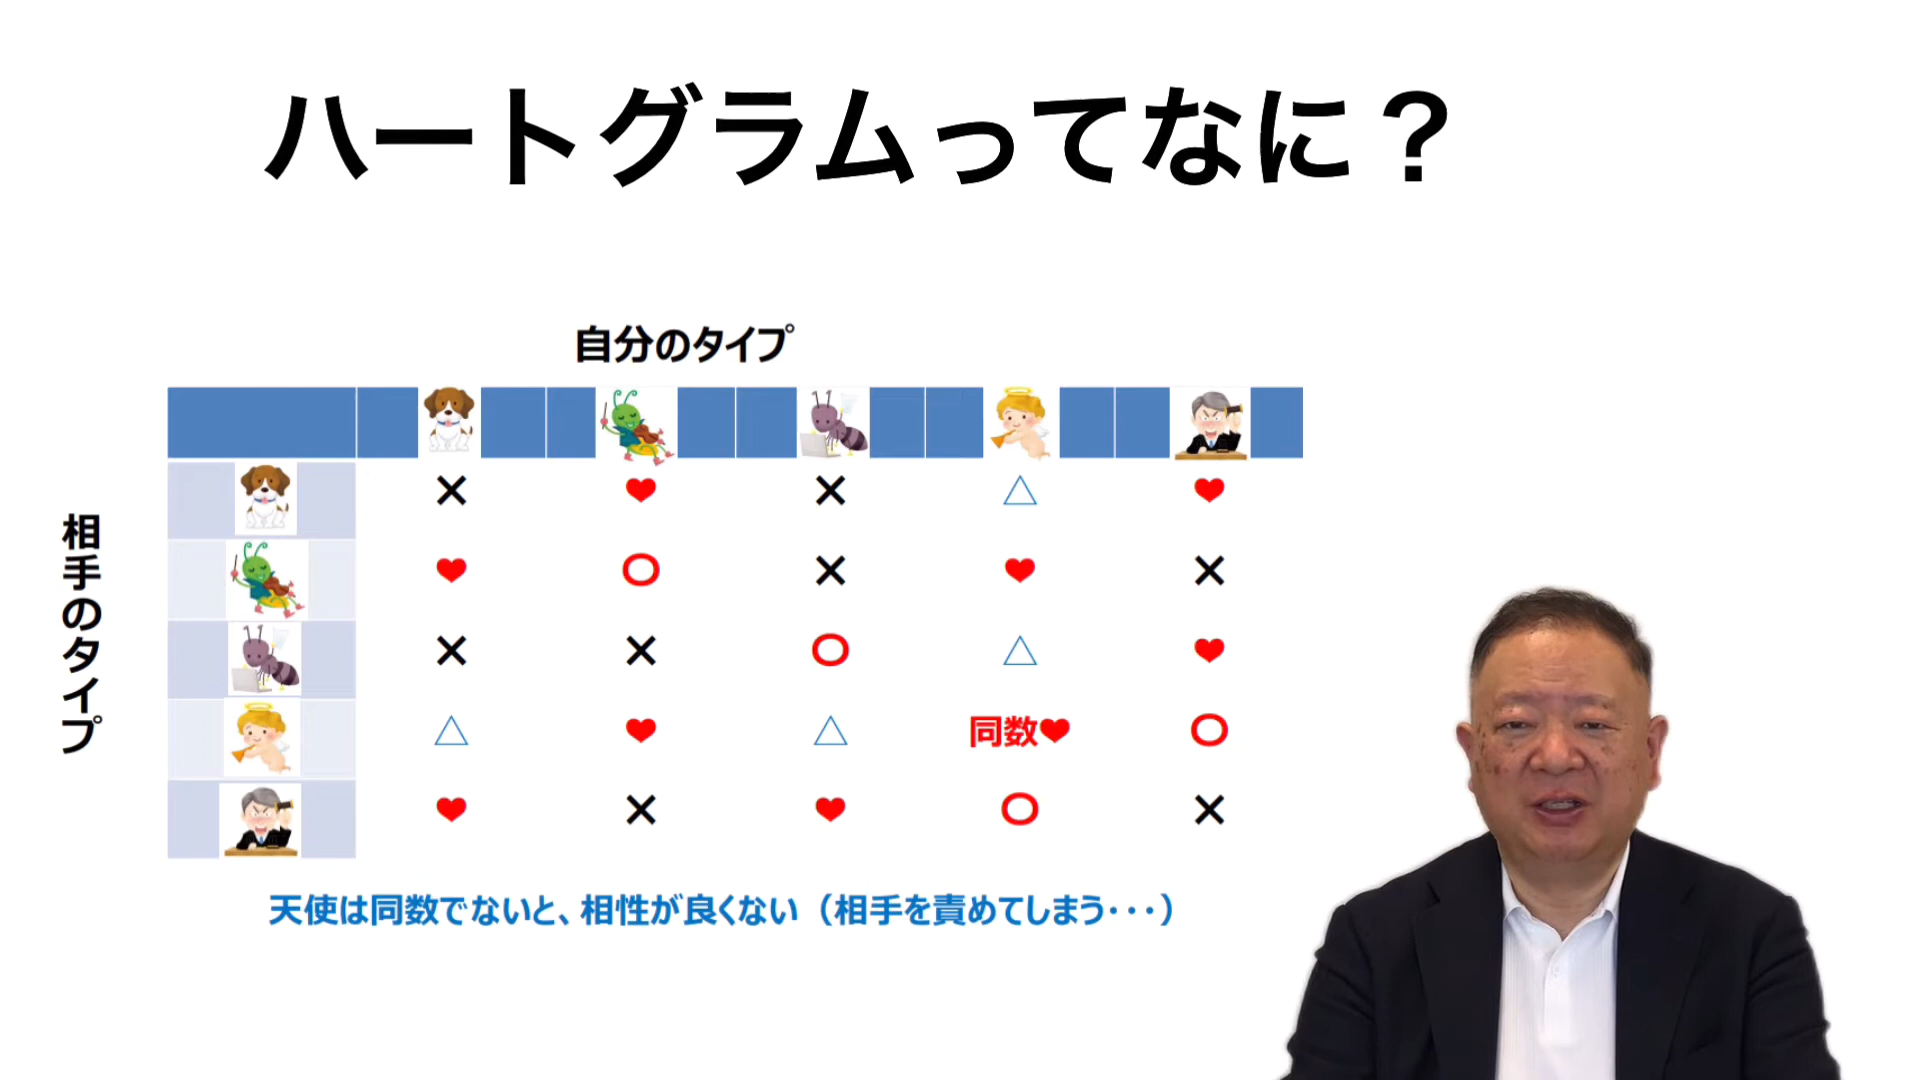 ハートグラムってなに？
自分のタイプ
相手のタイプ
× ♥ × △ ♥
♥ ○ × ♥ ×
× × ○ △ ♥
△ ♥ △ 同数♥ ○
♥ × ♥ ○ ×
天使は同数でないと、相性が良くない（相手を責めてしまう･･･）